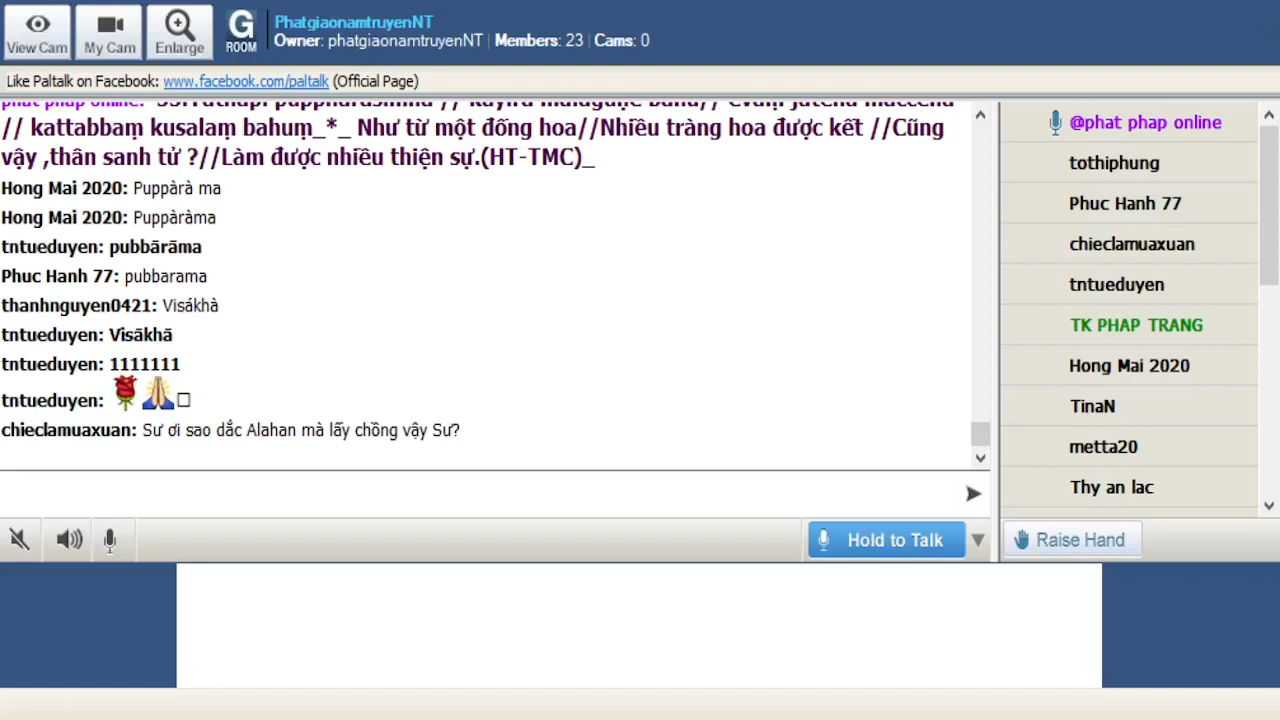 View Cam
My Cam
Enlarge
G
ROOM
PhatgiaonamtruyenNT
Owner: phatgiaonamtruyenNT | Members: 23 | Cams: 0
Like Paltalk on Facebook: www.facebook.com/paltalk (Official Page)
phat phap online:
// kattabbaṃ kusalaṃ bahuṃ_*_ Như từ một đống hoa//Nhiều tràng hoa được kết //Cũng
vậy ,thân sanh tử ?//Làm được nhiều thiện sự.(HT-TMC)_
Hong Mai 2020: Puppàrà ma
Hong Mai 2020: Puppàràma
tntueduyen: pubbārāma
Phuc Hanh 77: pubbarama
thanhnguyen0421: Visákhà
tntueduyen: Visākhā
tntueduyen: 1111111
tntueduyen:
chieclamuaxuan: Sư ơi sao dắc Alahan mà lấy chồng vậy Sư?
Hold to Talk
@phat phap online
tothiphung
Phuc Hanh 77
chieclamuaxuan
tntueduyen
TK PHAP TRANG
Hong Mai 2020
TinaN
metta20
Thy an lac
Raise Hand